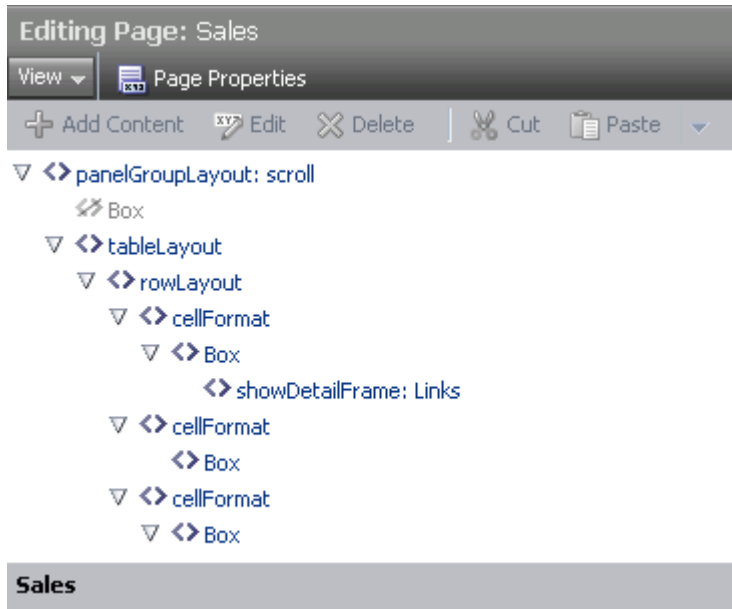 Editing Page: Sales
View Page Properties
Add Content Edit Delete Cut Paste
panelGroupLayout: scroll
Box
tableLayout
rowLayout
cellFormat
Box
showDetailFrame: Links
cellFormat
Box
cellFormat
Box
Sales